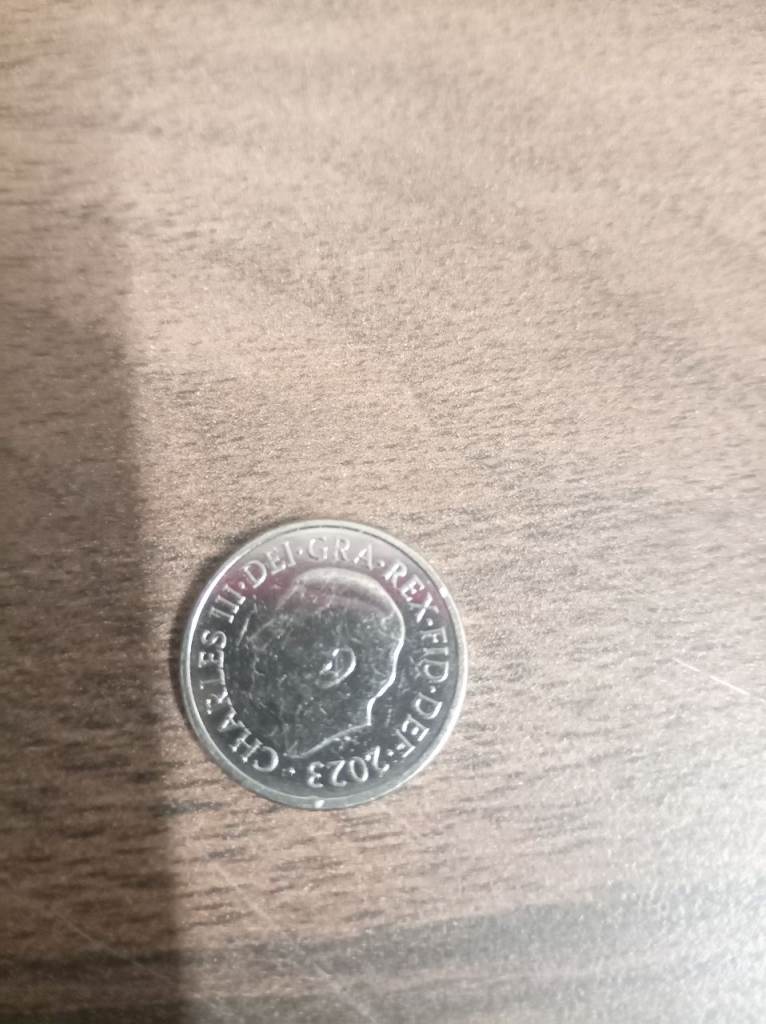 · CHARLES III · DEI · GRA · REX · FID · DEF · 2023